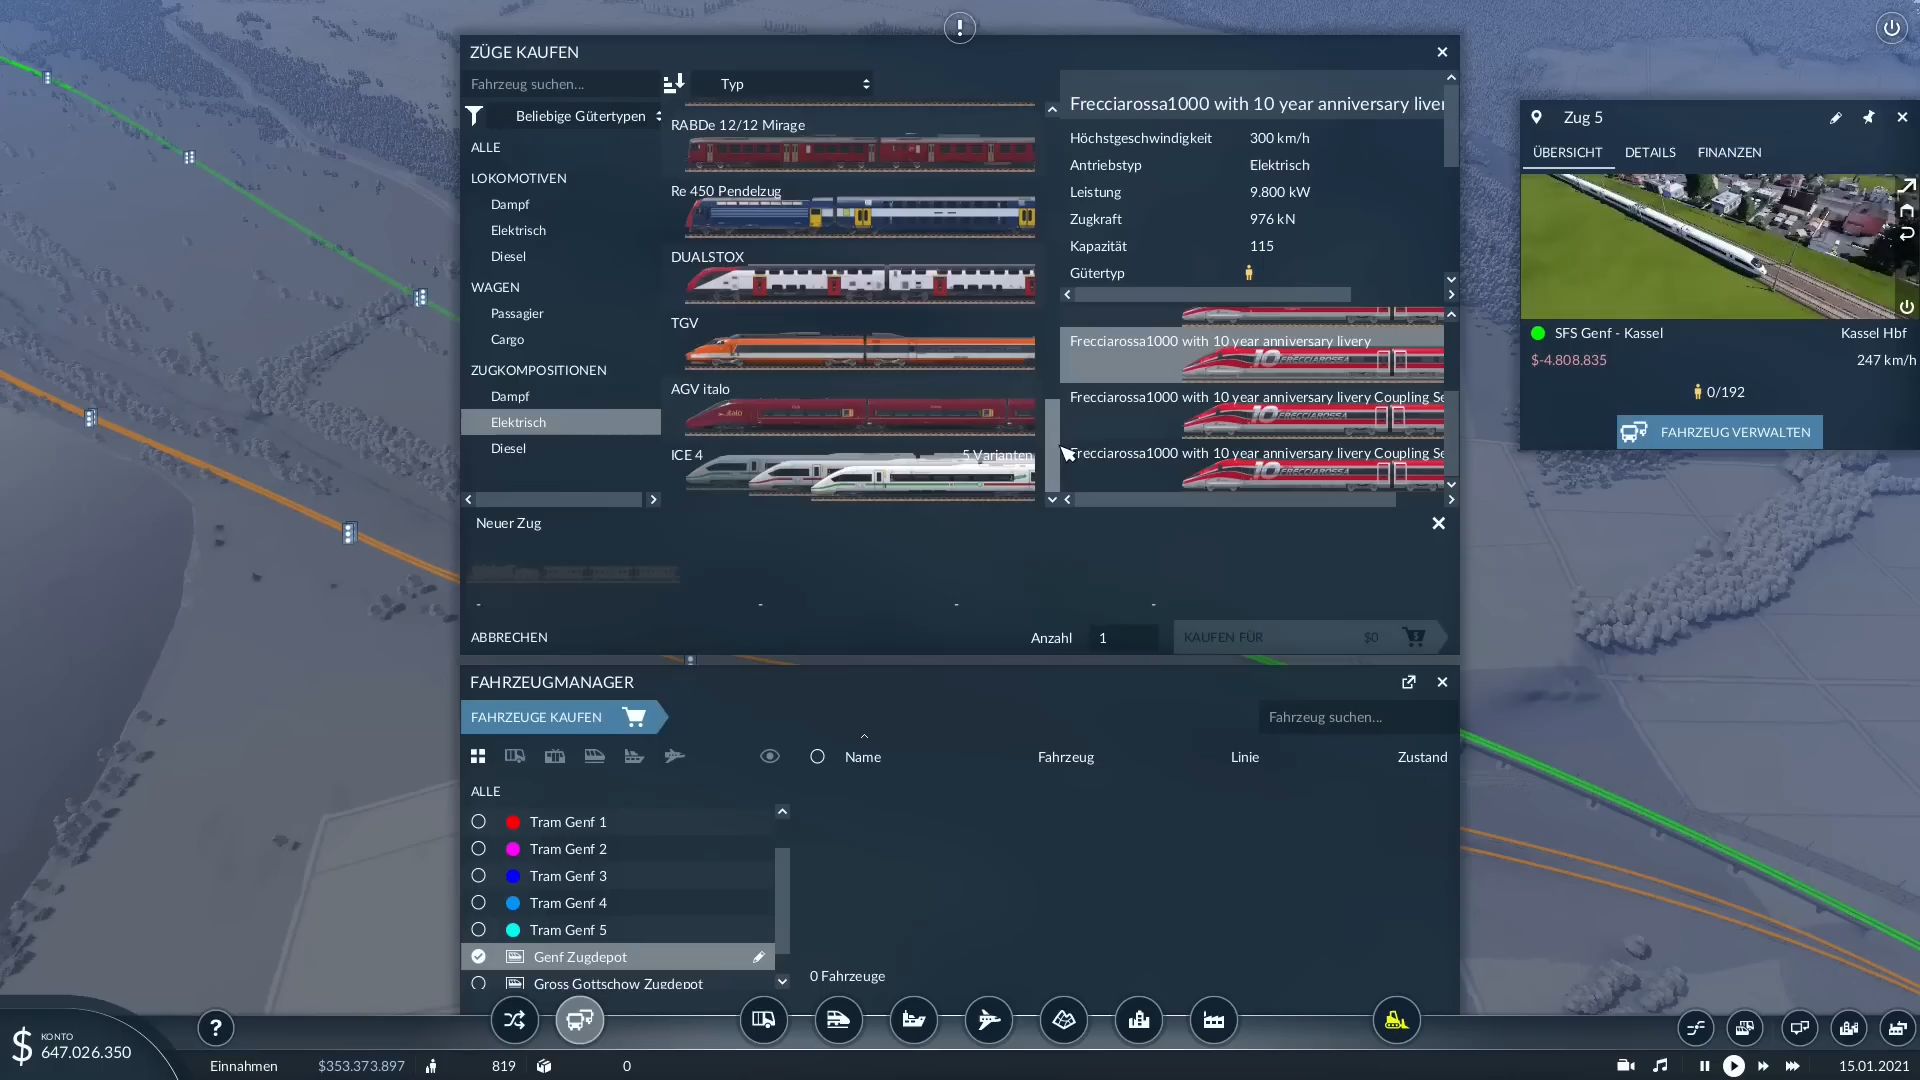 ZÜGE KAUFEN
Fahrzeug suchen...
Typ
Beliebige Gütertypen
ALLE
LOKOMOTIVEN
Dampf
Elektrisch
Diesel
WAGEN
Passagier
Cargo
ZUGKOMPOSITIONEN
Dampf
Elektrisch
Diesel
RABDe 12/12 Mirage
Re 450 Pendelzug
DUALSTOX
TGV
AGV italo
ICE 4
5 Varianten
Frecciarossa1000 with 10 year anniversary liver
Höchstgeschwindigkeit 300 km/h
Antriebstyp Elektrisch
Leistung 9.800 kW
Zugkraft 976 kN
Kapazität 115
Gütertyp
Frecciarossa1000 with 10 year anniversary livery
10 FRECCIAROSSA
Frecciarossa1000 with 10 year anniversary livery Coupling Se
10 FRECCIAROSSA
Frecciarossa1000 with 10 year anniversary livery Coupling Se
10 FRECCIAROSSA
Neuer Zug
- - - -
ABBRECHEN
Anzahl 1
KAUFEN FÜR $0
Zug 5
ÜBERSICHT DETAILS FINANZEN
SFS Genf - Kassel Kassel Hbf
$-4.808.835 247 km/h
0/192
FAHRZEUG VERWALTEN
FAHRZEUGMANAGER
FAHRZEUGE KAUFEN
Fahrzeug suchen...
Name Fahrzeug Linie Zustand
ALLE
Tram Genf 1
Tram Genf 2
Tram Genf 3
Tram Genf 4
Tram Genf 5
Genf Zugdepot
Gross Gottschow Zugdepot
0 Fahrzeuge
$ KONTO
647.026.350
?
Einnahmen $353.373.897 819 0
15.01.2021